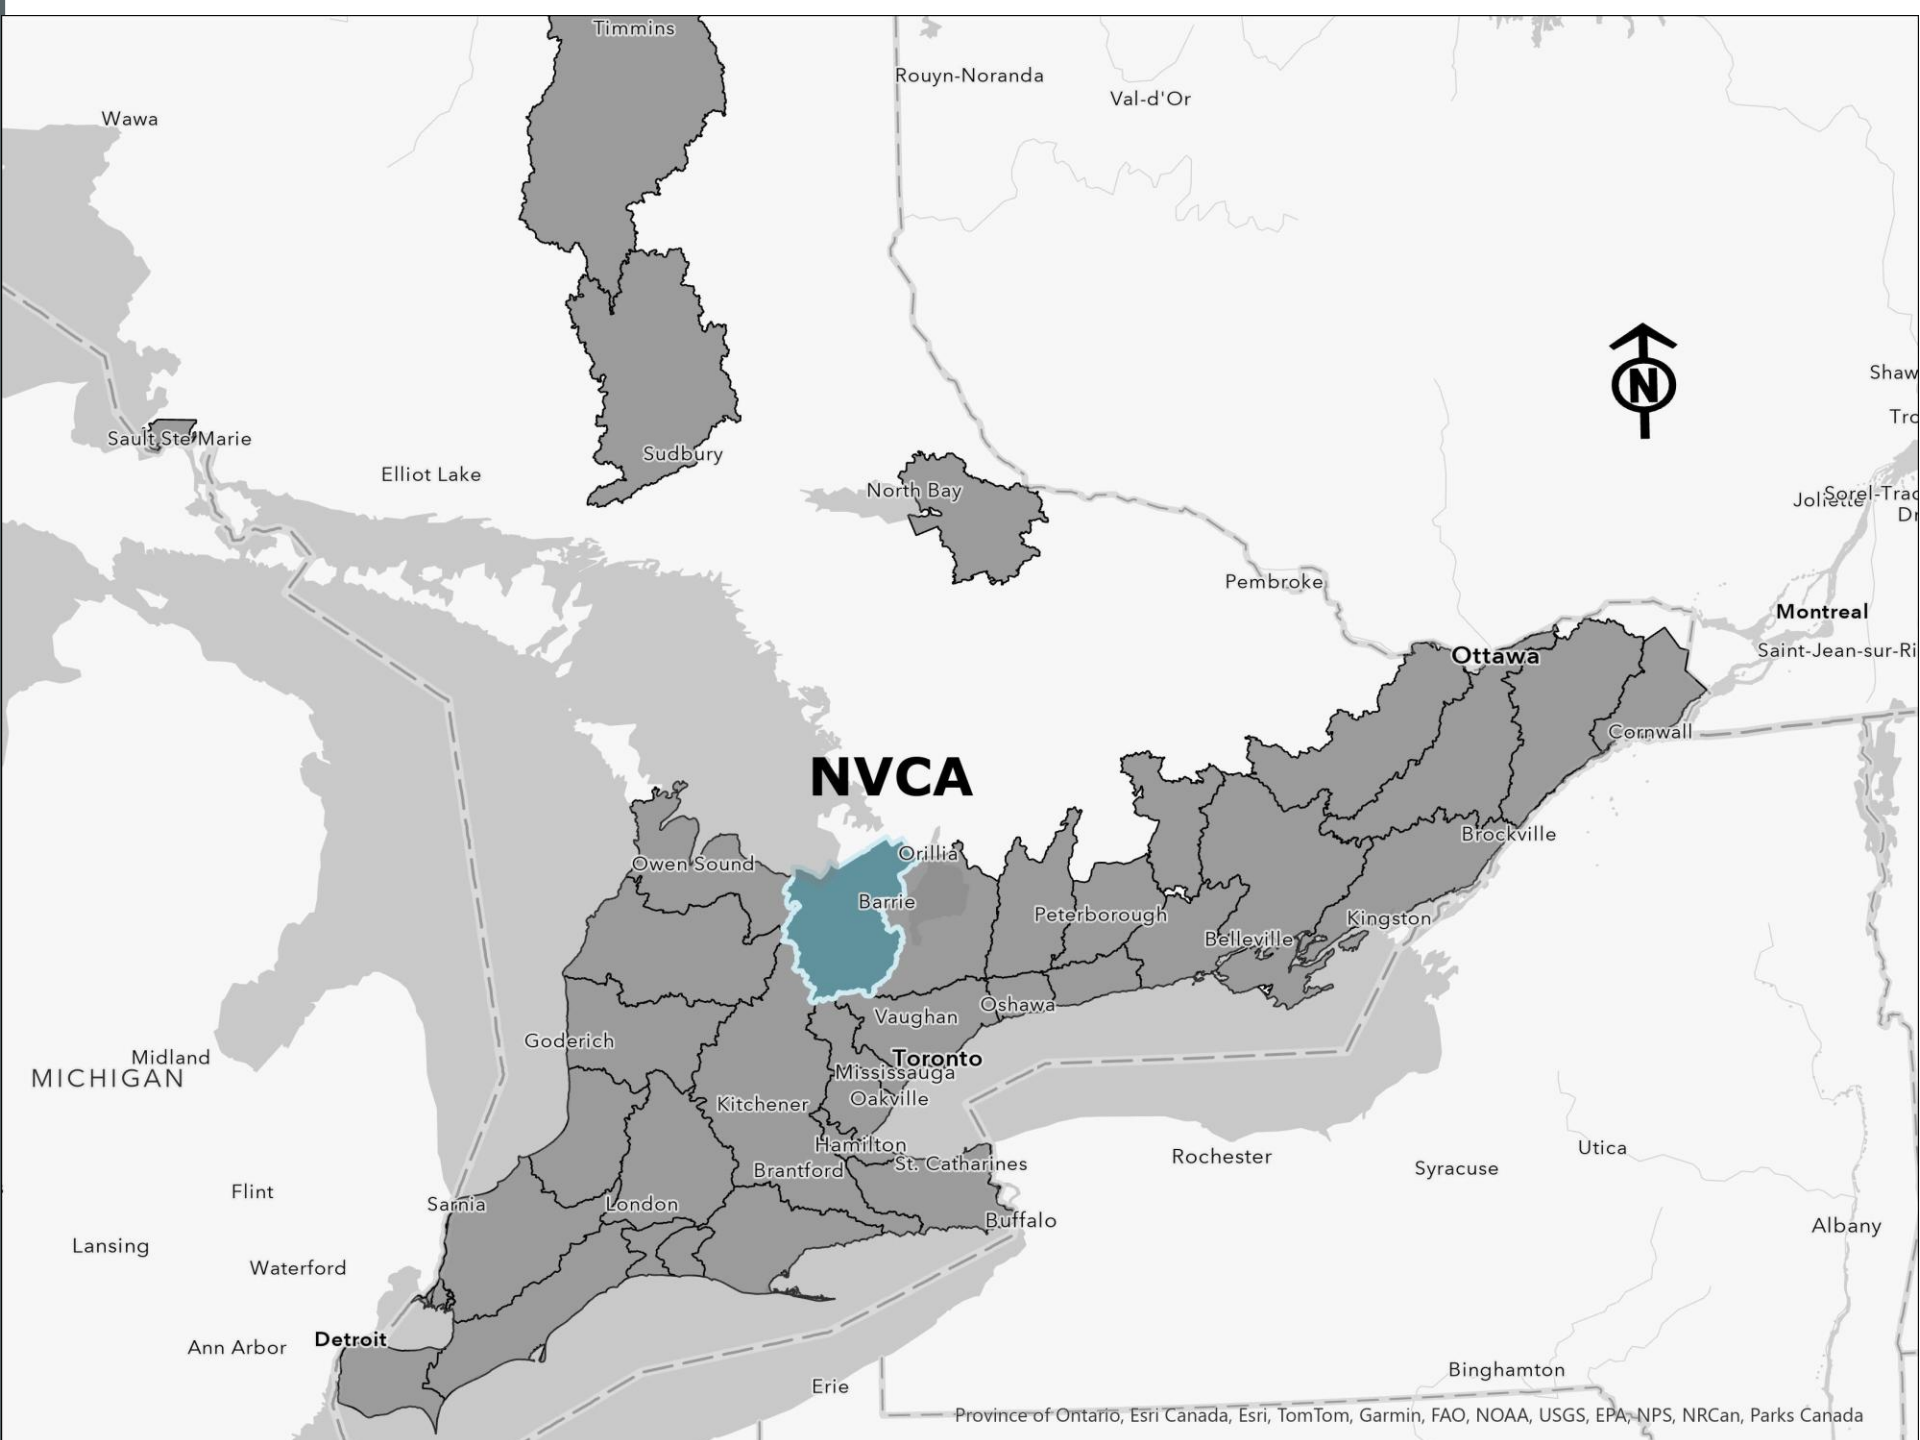 Timmins
Rouyn-Noranda
Val-d'Or
Wawa
N
Shaw
Tro
Sault Ste Marie
Sudbury
Elliot Lake
North Bay
Sorel-Trac
Joliette
Dr
Pembroke
Montreal
Saint-Jean-sur-Ri
Ottawa
Cornwall
NVCA
Brockville
Orillia
Owen Sound
Barrie
Peterborough
Kingston
Belleville
Oshawa
Vaughan
Goderich
Midland
MICHIGAN
Toronto
Mississauga
Oakville
Kitchener
Hamilton
St. Catharines
Brantford
Rochester
Syracuse
Utica
Flint
Sarnia
London
Buffalo
Albany
Lansing
Waterford
Detroit
Ann Arbor
Binghamton
Erie
Province of Ontario, Esri Canada, Esri, TomTom, Garmin, FAO, NOAA, USGS, EPA, NPS, NRCan, Parks Canada